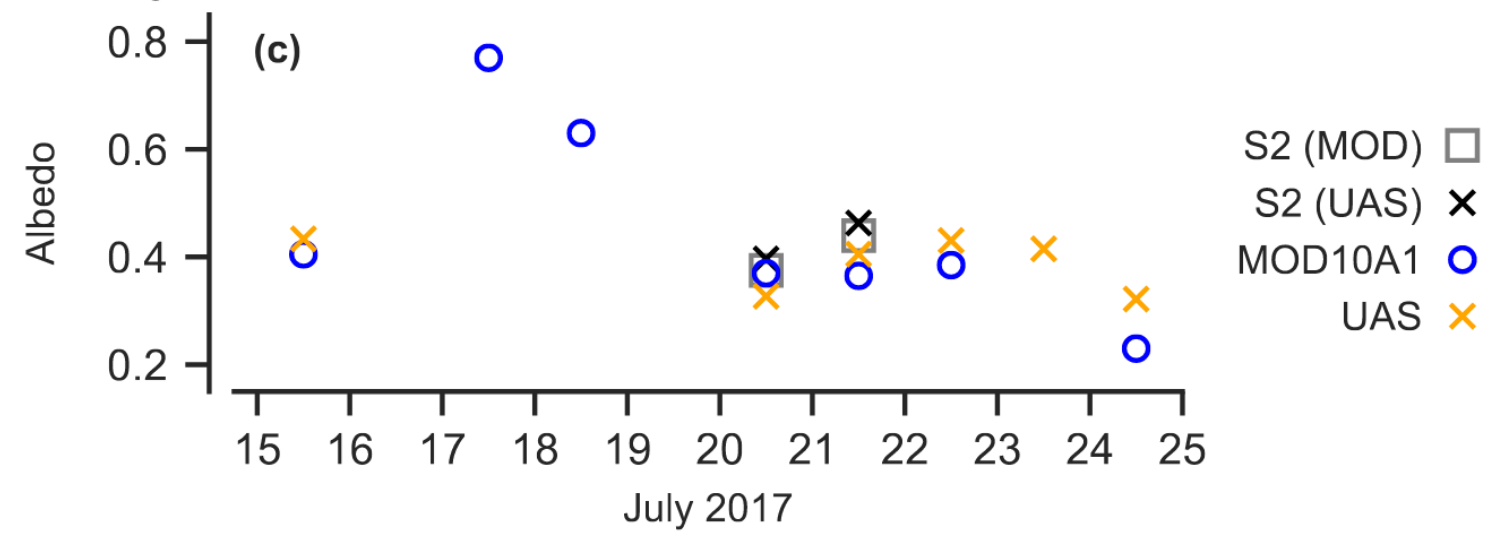 0.8
(c)
0.6
0.4
0.2
Albedo
15 16 17 18 19 20 21 22 23 24 25
July 2017
S2 (MOD)
S2 (UAS)
MOD10A1
UAS